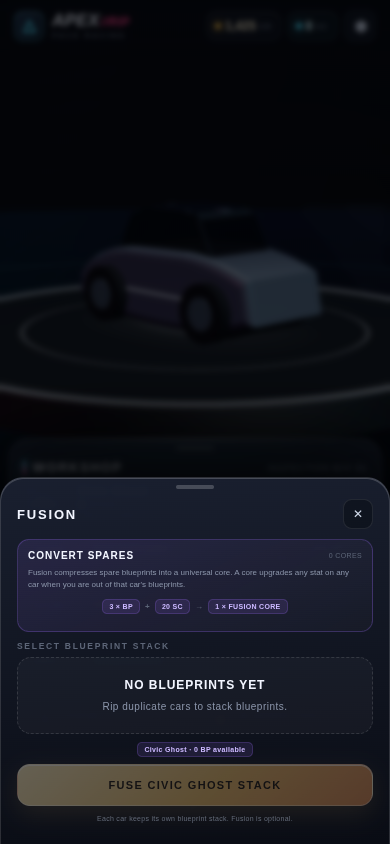 APEX
FUSION
✕
CONVERT SPARES
0 CORES
Fusion compresses spare blueprints into a universal core. A core upgrades any stat on any
car when you are out of that car's blueprints.
3 × BP + 20 SC → 1 × FUSION CORE
SELECT BLUEPRINT STACK
NO BLUEPRINTS YET
Rip duplicate cars to stack blueprints.
Civic Ghost · 0 BP available
FUSE CIVIC GHOST STACK
Each car keeps its own blueprint stack. Fusion is optional.